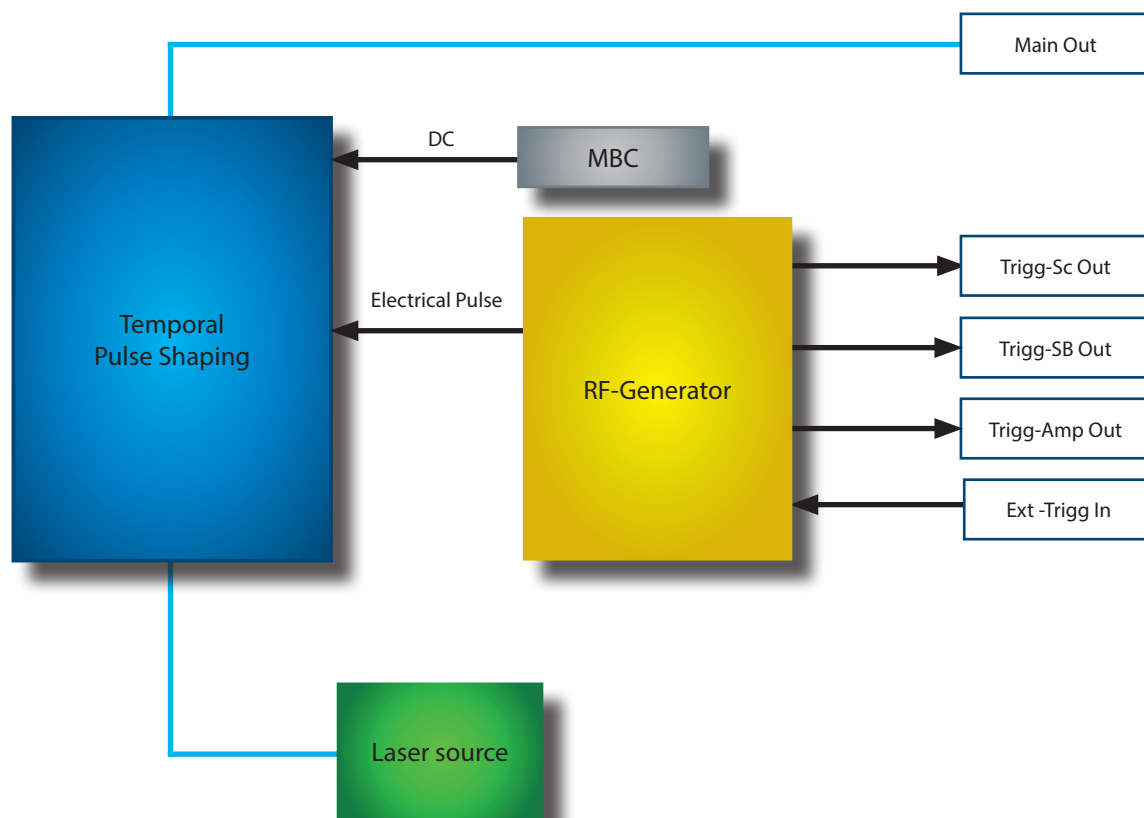 Main Out
DC
MBC
Trigg-Sc Out
Electrical Pulse
Temporal
Pulse Shaping
Trigg-SB Out
RF-Generator
Trigg-Amp Out
Ext -Trigg In
Laser source